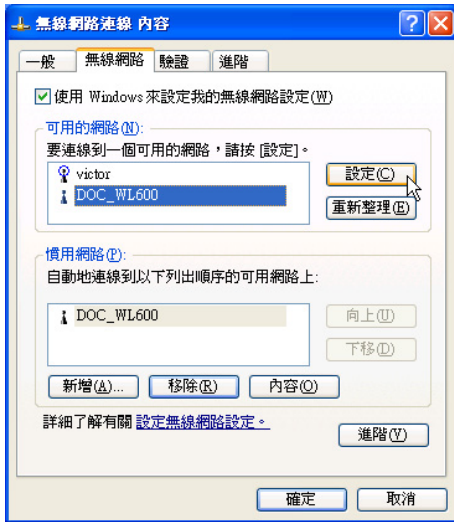 無線網路連線 內容
一般 無線網路 驗證 進階
使用 Windows 來設定我的無線網路設定(W)
可用的網路(N):
要連線到一個可用的網路，請按 [設定]。
victor
DOC_WL600
設定(C)
重新整理(E)
慣用網路(P):
自動地連線到以下列出順序的可用網路上:
DOC_WL600
向上(U)
下移(D)
新增(A)... 移除(R) 內容(O)
詳細了解有關 設定無線網路設定。
進階(V)
確定 取消